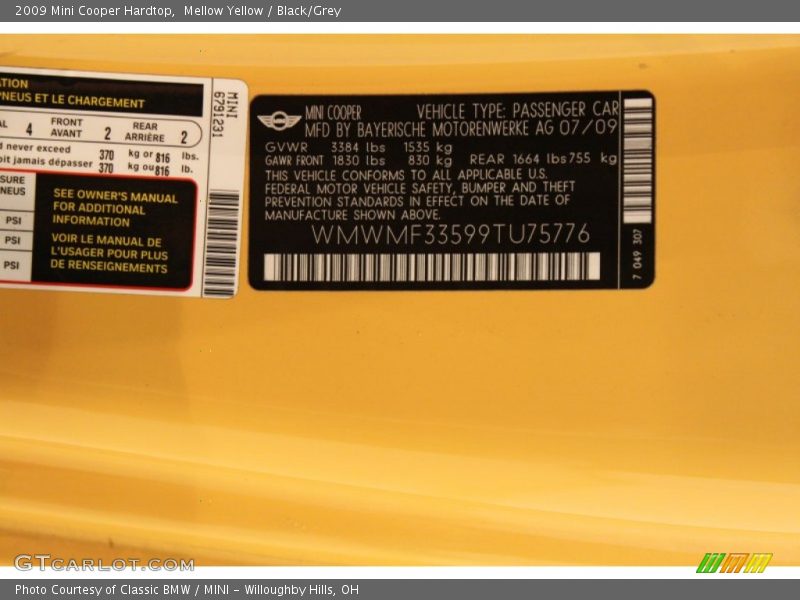 2009 Mini Cooper Hardtop, Mellow Yellow / Black/Grey
PNEUS ET LE CHARGEMENT
4 FRONT AVANT 2 REAR ARRIÈRE 2
never exceed 370 kg or 816 lbs.
jamais dépasser 370 kg ou 816 lb.
PSI
PSI
PSI
SEE OWNER'S MANUAL
FOR ADDITIONAL
INFORMATION
VOIR LE MANUAL DE
L'USAGER POUR PLUS
DE RENSEIGNEMENTS
MINI
6791231
MINI COOPER VEHICLE TYPE: PASSENGER CAR
MFD BY BAYERISCHE MOTORENWERKE AG 07/09
GVWR 3384 lbs 1535 kg
GAWR FRONT 1830 lbs 830 kg REAR 1664 lbs 755 kg
THIS VEHICLE CONFORMS TO ALL APPLICABLE U.S.
FEDERAL MOTOR VEHICLE SAFETY, BUMPER AND THEFT
PREVENTION STANDARDS IN EFFECT ON THE DATE OF
MANUFACTURE SHOWN ABOVE.
WMWMF33599TU75776
7 049 307
GTCARLOT.COM
Photo Courtesy of Classic BMW / MINI - Willoughby Hills, OH